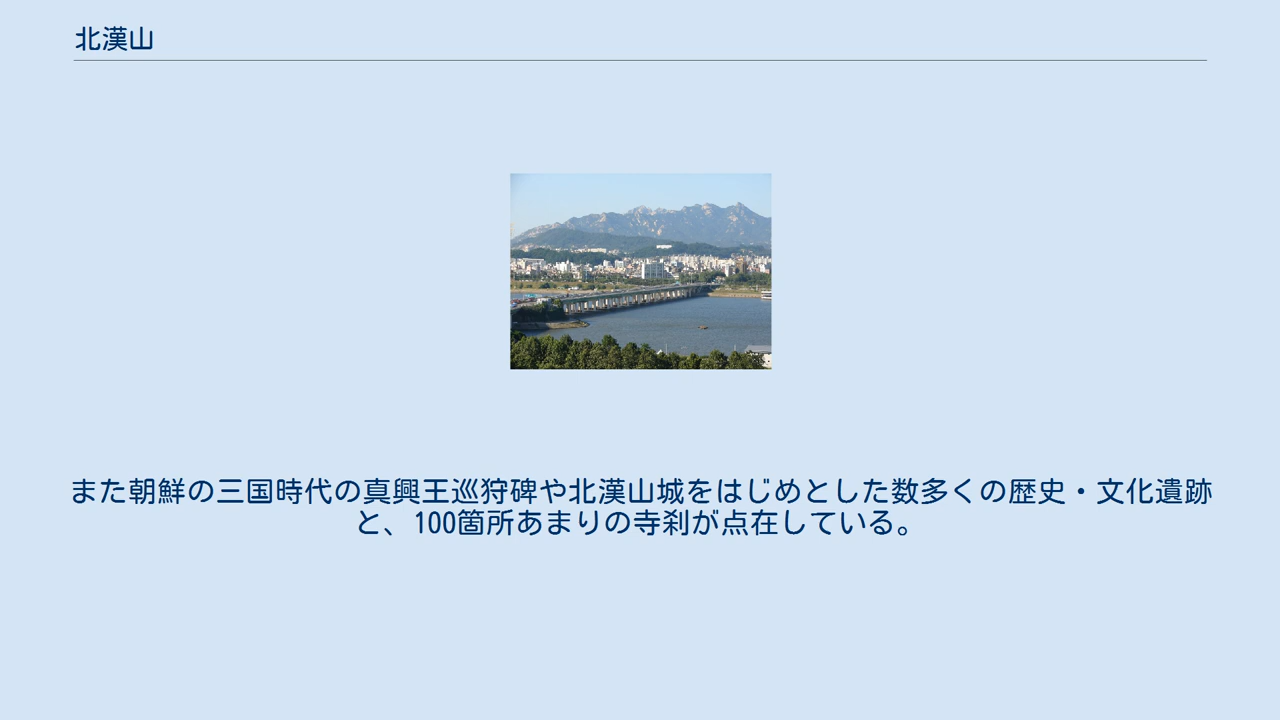 北漢山
また朝鮮の三国時代の真興王巡狩碑や北漢山城をはじめとした数多くの歴史・文化遺跡
と、100箇所あまりの寺刹が点在している。